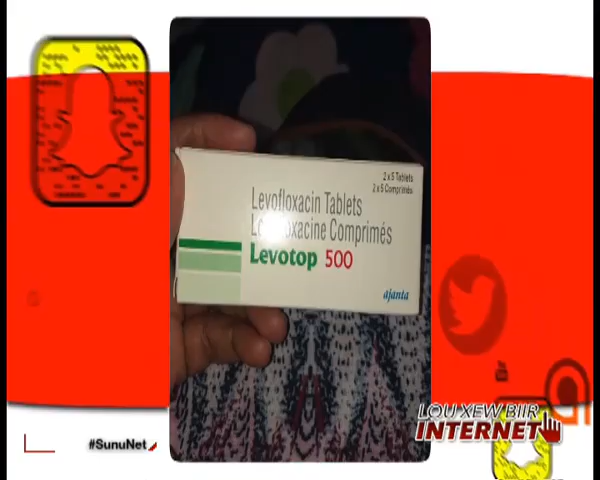 2 x 5 Tablets
2 x 5 Comprimés
Levofloxacin Tablets
Comprimés
Levotop 500
ajanta
LOU XEW BIIR
INTERNET
#SunuNet